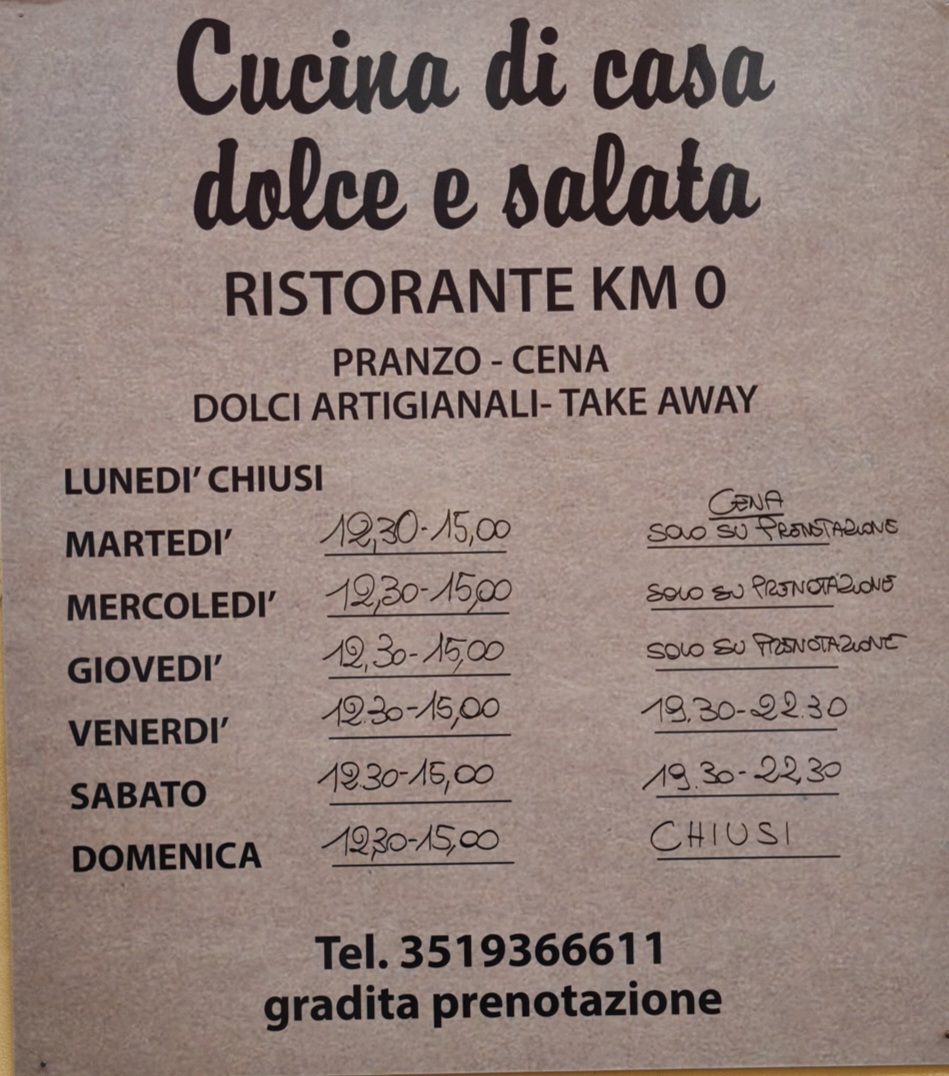 Cucina di casa
dolce e salata
RISTORANTE KM 0
PRANZO - CENA
DOLCI ARTIGIANALI- TAKE AWAY
LUNEDI' CHIUSI
CENA
MARTEDI' 12,30-15,00 SOLO SU PRENOTAZIONE
MERCOLEDI' 12,30-15,00 SOLO SU PRENOTAZIONE
GIOVEDI' 12,30-15,00 SOLO SU PRENOTAZIONE
VENERDI' 12.30-15,00 19.30-22.30
SABATO 12.30-15,00 19.30-22,30
DOMENICA 12,30-15,00 CHIUSI
Tel. 3519366611
gradita prenotazione